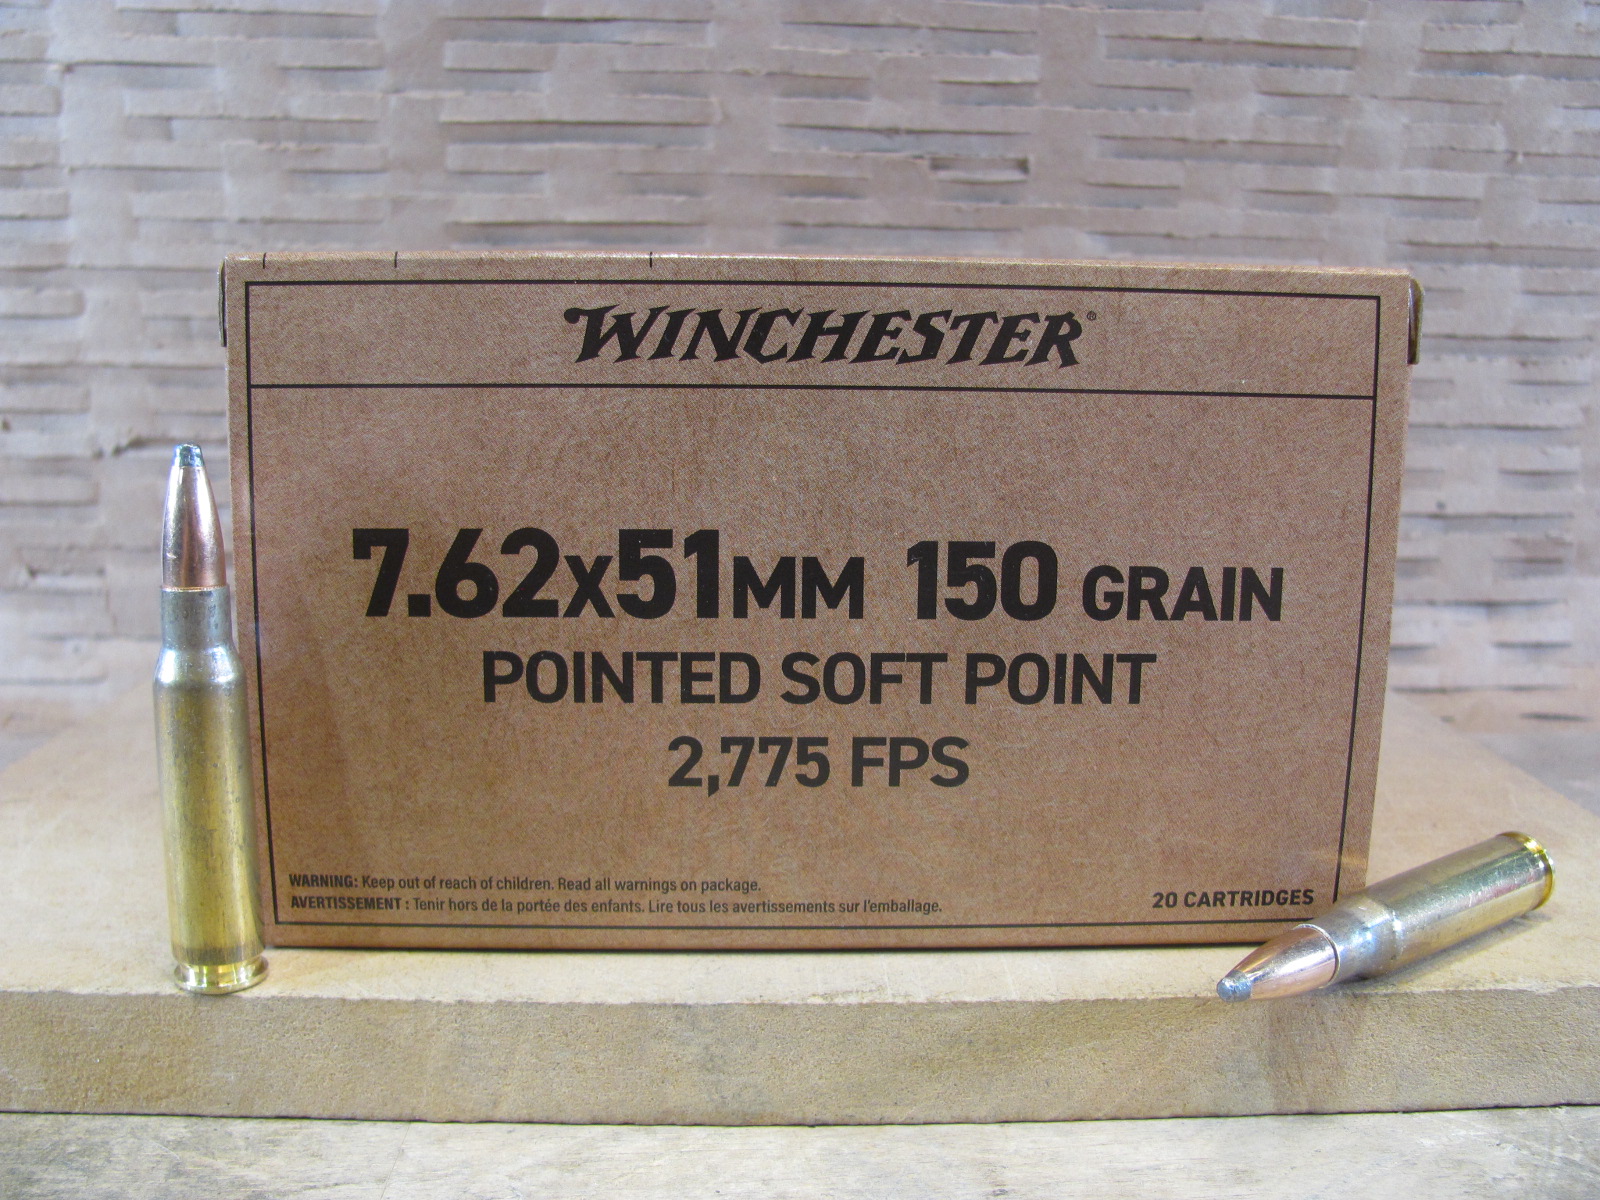 WINCHESTER®
7.62x51MM 150 GRAIN
POINTED SOFT POINT
2,775 FPS
WARNING: Keep out of reach of children. Read all warnings on package.
AVERTISSEMENT : Tenir hors de la portée des enfants. Lire tous les avertissements sur l'emballage.
20 CARTRIDGES